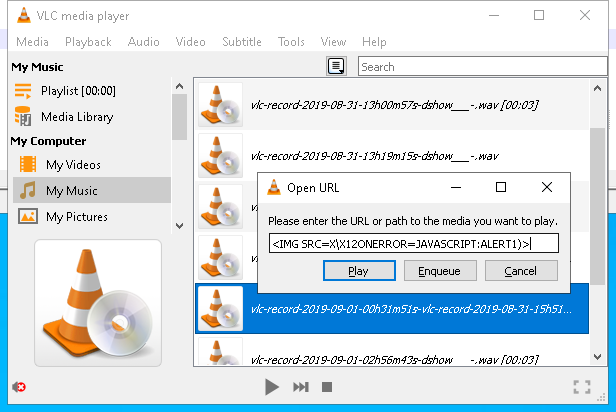 VLC media player
Media Playback Audio Video Subtitle Tools View Help
My Music
Search
Playlist [00:00]
Media Library
My Computer
My Videos
My Music
My Pictures
vlc-record-2019-08-31-13h00m57s-dshow___-.wav [00:03]
vlc-record-2019-08-31-13h19m15s-dshow___-.wav
Open URL
Please enter the URL or path to the media you want to play.
<IMG SRC=X\X12ONERROR=JAVASCRIPT:ALERT1)>
Play Enqueue Cancel
vlc-record-2019-09-01-00h31m51s-vlc-record-2019-08-31-15h51...
vlc-record-2019-09-01-02h56m43s-dshow___-.wav [00:03]